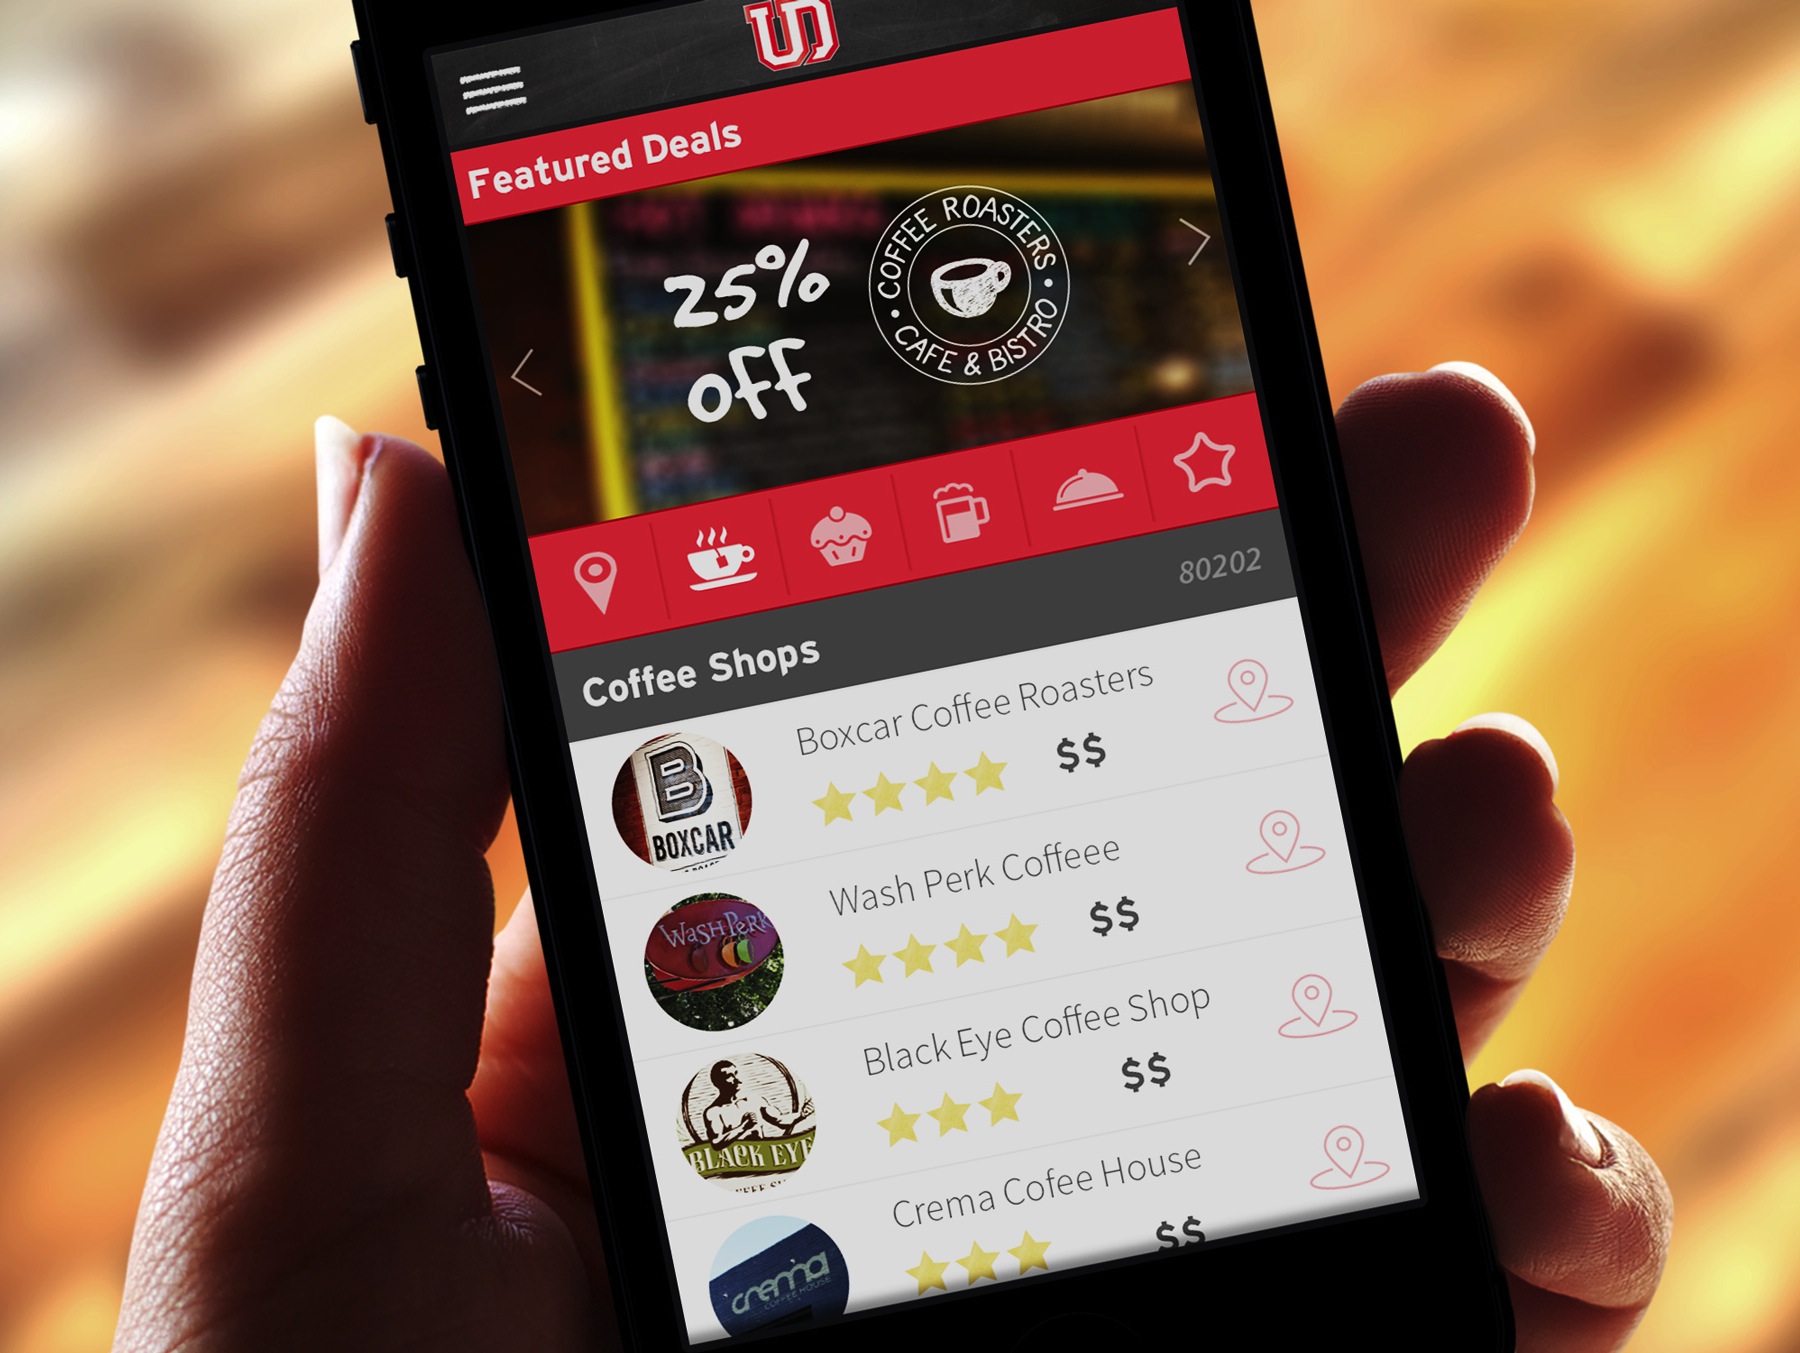 UD
Featured Deals
25%
off
COFFEE ROASTERS
• CAFE & BISTRO •
80202
Coffee Shops
Boxcar Coffee Roasters
$$
B
BOXCAR
Wash Perk Coffeee
$$
WASH PERK
Black Eye Coffee Shop
$$
BLACK EYE
Crema Cofee House
$$
crema
COFFEE HOUSE